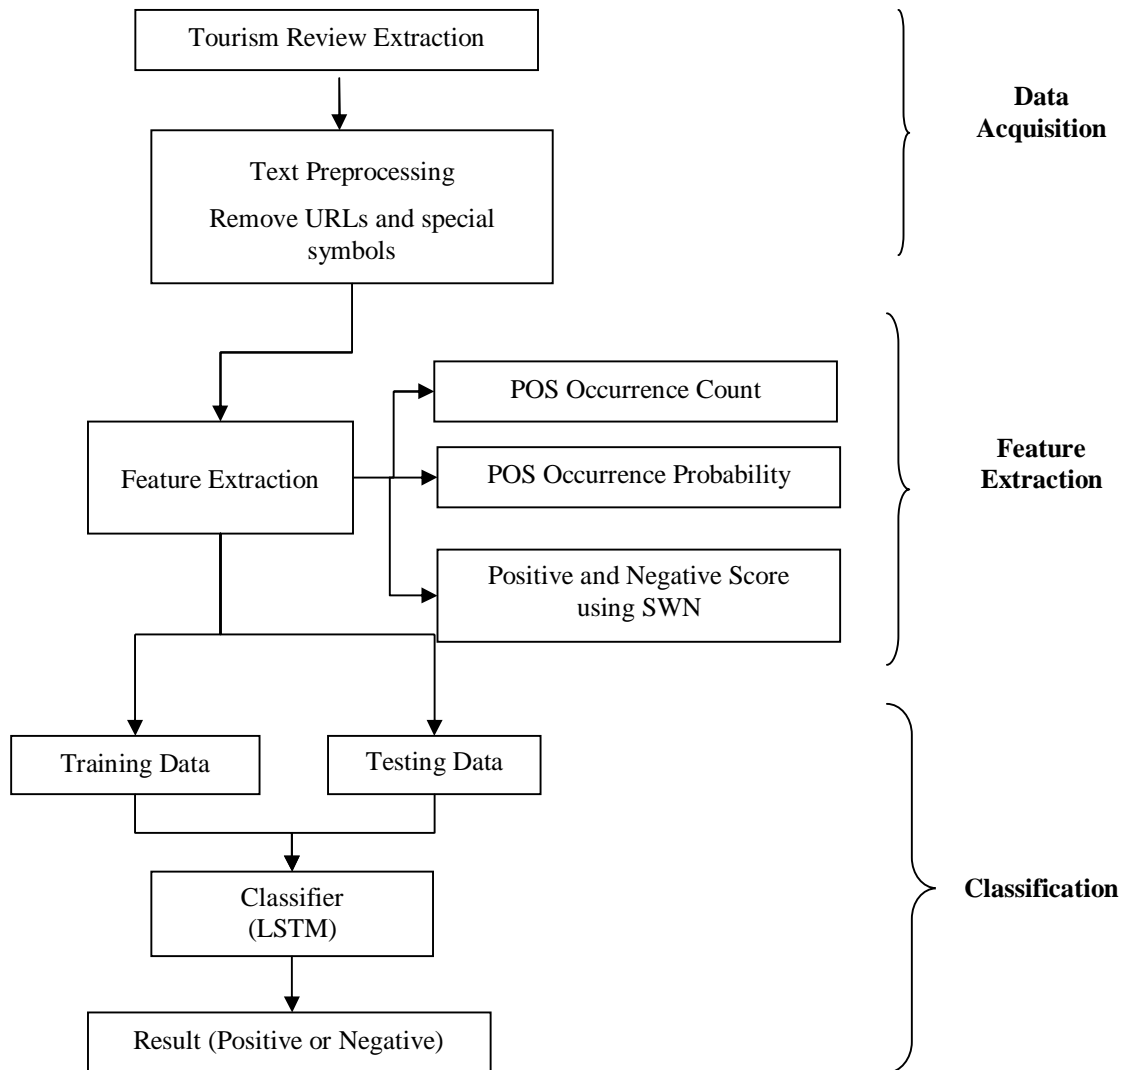 Tourism Review Extraction
Data
Acquisition
Text Preprocessing
Remove URLs and special
symbols
POS Occurrence Count
Feature Extraction
POS Occurrence Probability
Feature
Extraction
Positive and Negative Score
using SWN
Training Data
Testing Data
Classifier
(LSTM)
Classification
Result (Positive or Negative)